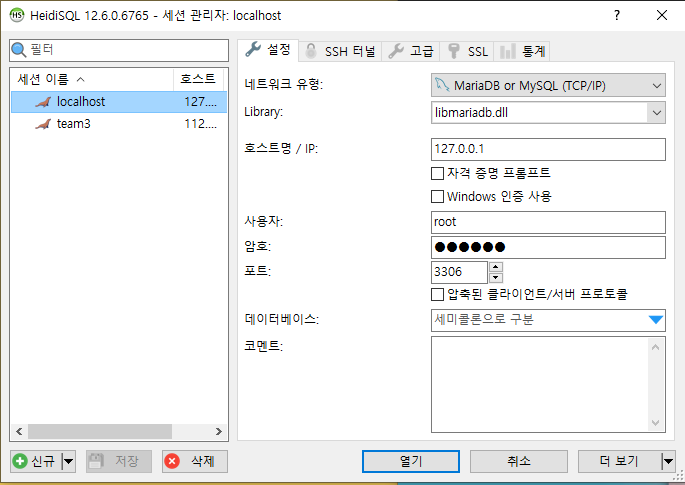 HeidiSQL 12.6.0.6765 - 세션 관리자: localhost
필터
세션 이름 호스트
localhost 127....
team3 112....
설정 SSH 터널 고급 SSL 통계
네트워크 유형: MariaDB or MySQL (TCP/IP)
Library: libmariadb.dll
호스트명 / IP: 127.0.0.1
자격 증명 프롬프트
Windows 인증 사용
사용자: root
암호: ●●●●●●
포트: 3306
압축된 클라이언트/서버 프로토콜
데이터베이스: 세미콜론으로 구분
코멘트:
신규 저장 삭제 열기 취소 더 보기